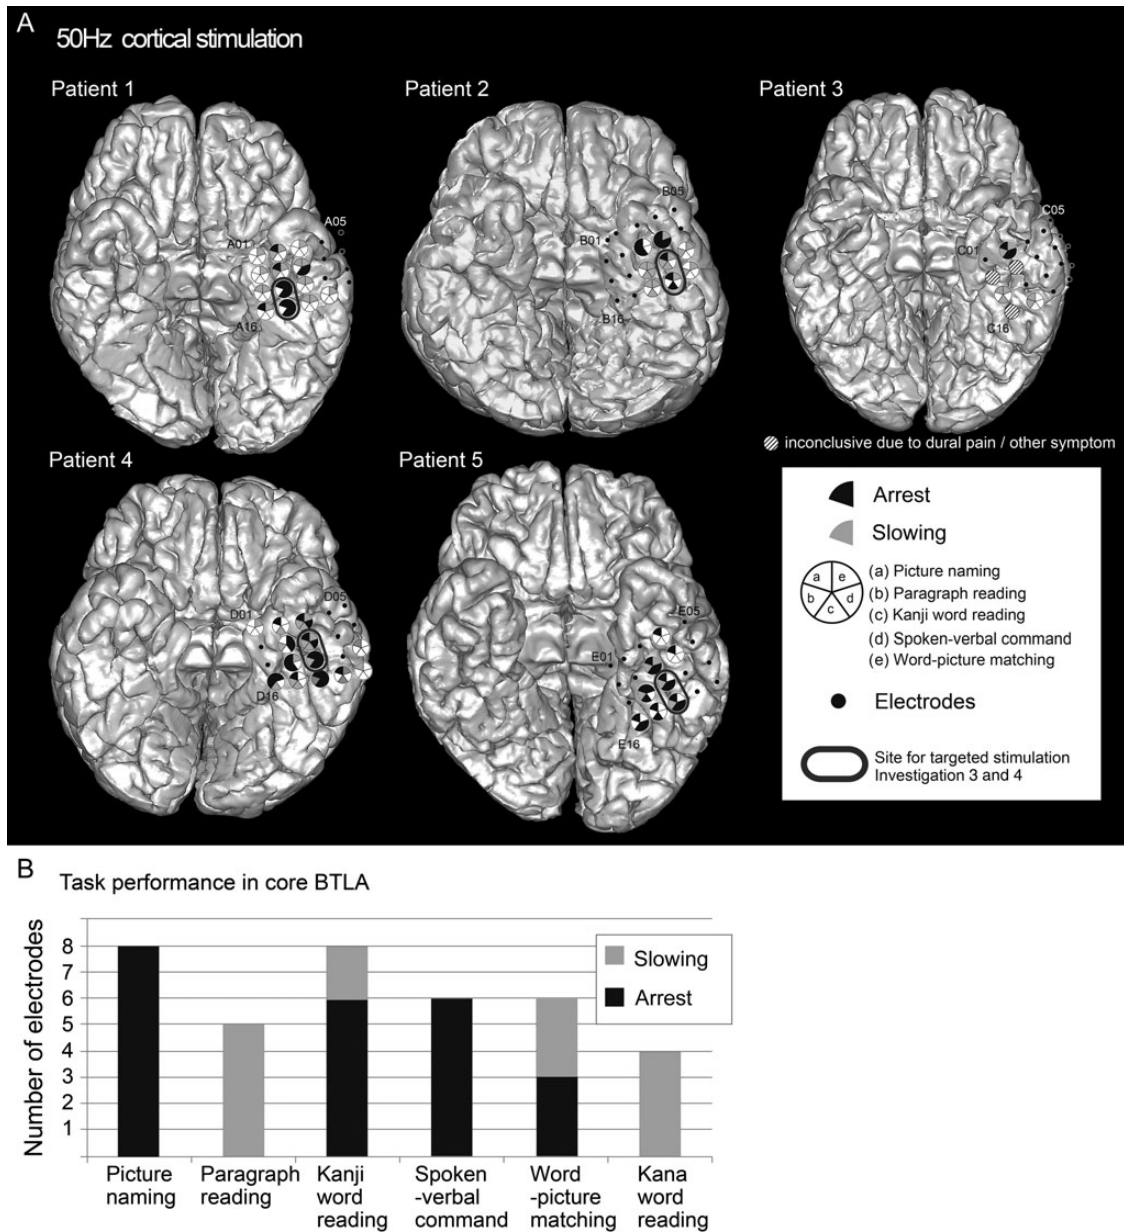 A
50Hz cortical stimulation
Patient 1
Patient 2
Patient 3
A05
A01
A16
B05
B01
B16
C05
C01
C16
inconclusive due to dural pain / other symptom
Patient 4
Patient 5
D05
D01
D16
E05
E01
E16
Arrest
Slowing
a
b
c
d
e
(a) Picture naming
(b) Paragraph reading
(c) Kanji word reading
(d) Spoken-verbal command
(e) Word-picture matching
Electrodes
Site for targeted stimulation
Investigation 3 and 4
B
Task performance in core BTLA
Number of electrodes
8
7
6
5
4
3
2
1
Slowing
Arrest
Picture
naming
Paragraph
reading
Kanji
word
reading
Spoken
-verbal
command
Word
-picture
matching
Kana
word
reading